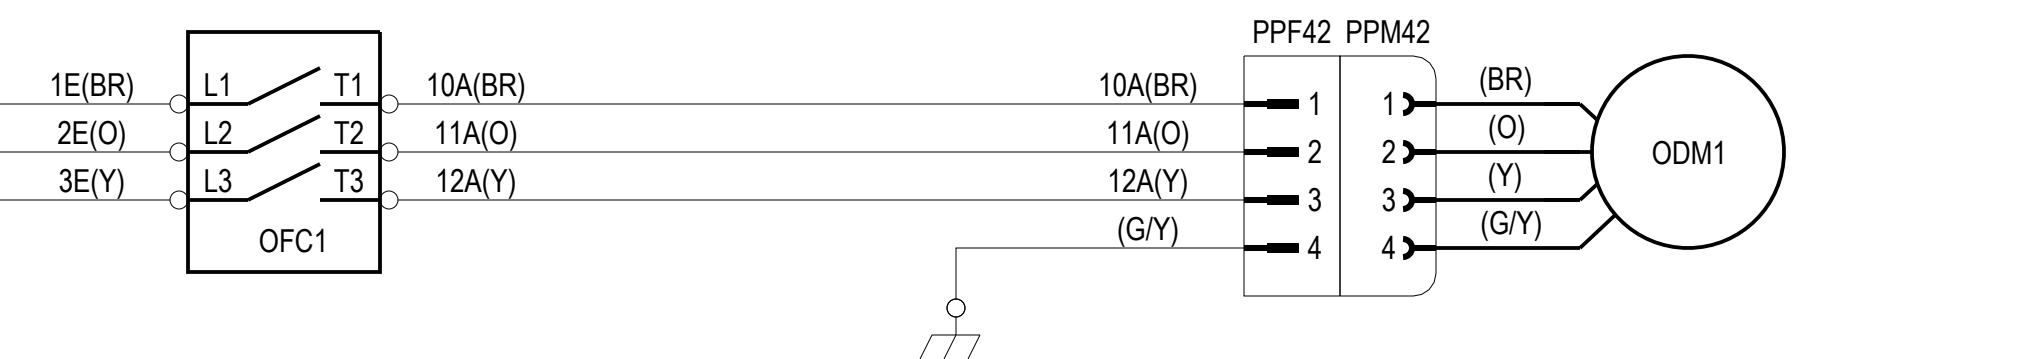 PPF42 PPM42
1E(BR) L1 T1 10A(BR) 10A(BR) 1 1 (BR)
2E(O) L2 T2 11A(O) 11A(O) 2 2 (O) ODM1
3E(Y) L3 T3 12A(Y) 12A(Y) 3 3 (Y)
OFC1 (G/Y) 4 4 (G/Y)